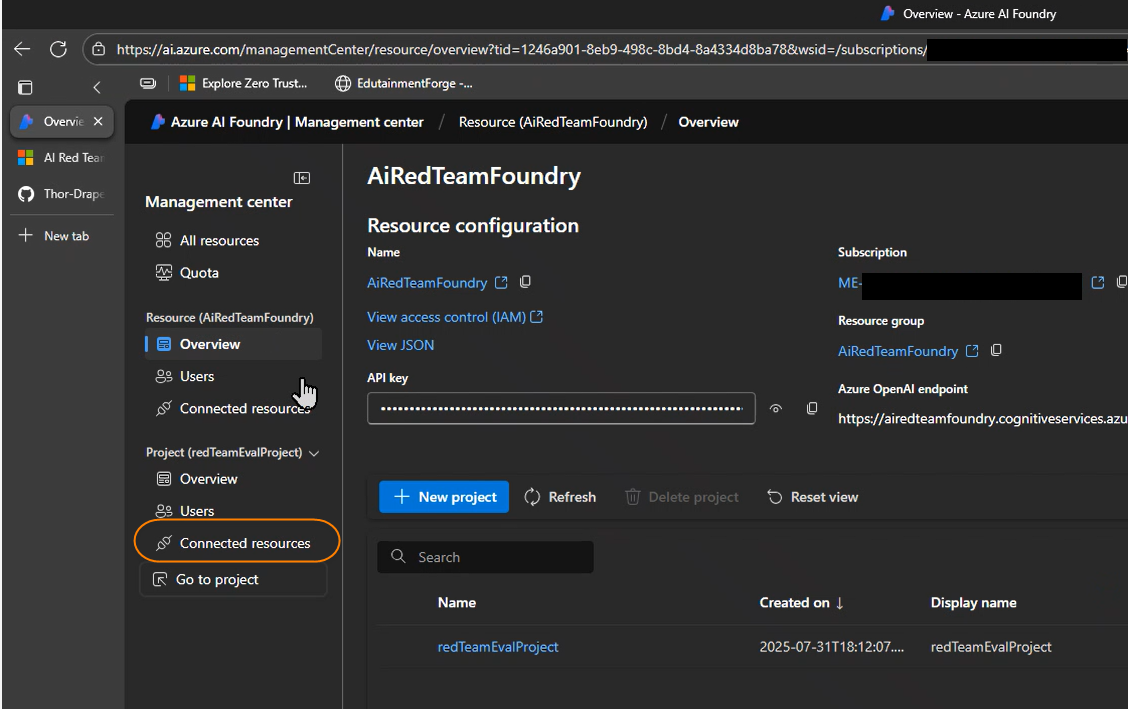 Overview - Azure AI Foundry
https://ai.azure.com/managementCenter/resource/overview?tid=1246a901-8eb9-498c-8bd4-8a4334d8ba78&wsid=/subscriptions/
Explore Zero Trust...
EdutainmentForge -...
Overvie
AI Red Tear
Thor-Drape
New tab
Azure AI Foundry | Management center / Resource (AiRedTeamFoundry) / Overview
Management center
All resources
Quota
Resource (AiRedTeamFoundry)
Overview
Users
Connected resources
Project (redTeamEvalProject)
Overview
Users
Connected resources
Go to project
AiRedTeamFoundry
Resource configuration
Name
AiRedTeamFoundry
View access control (IAM)
View JSON
API key
Subscription
ME-
Resource group
AiRedTeamFoundry
Azure OpenAI endpoint
https://airedteamfoundry.cognitiveservices.azu
New project
Refresh
Delete project
Reset view
Search
Name Created on ↓ Display name
redTeamEvalProject 2025-07-31T18:12:07.... redTeamEvalProject